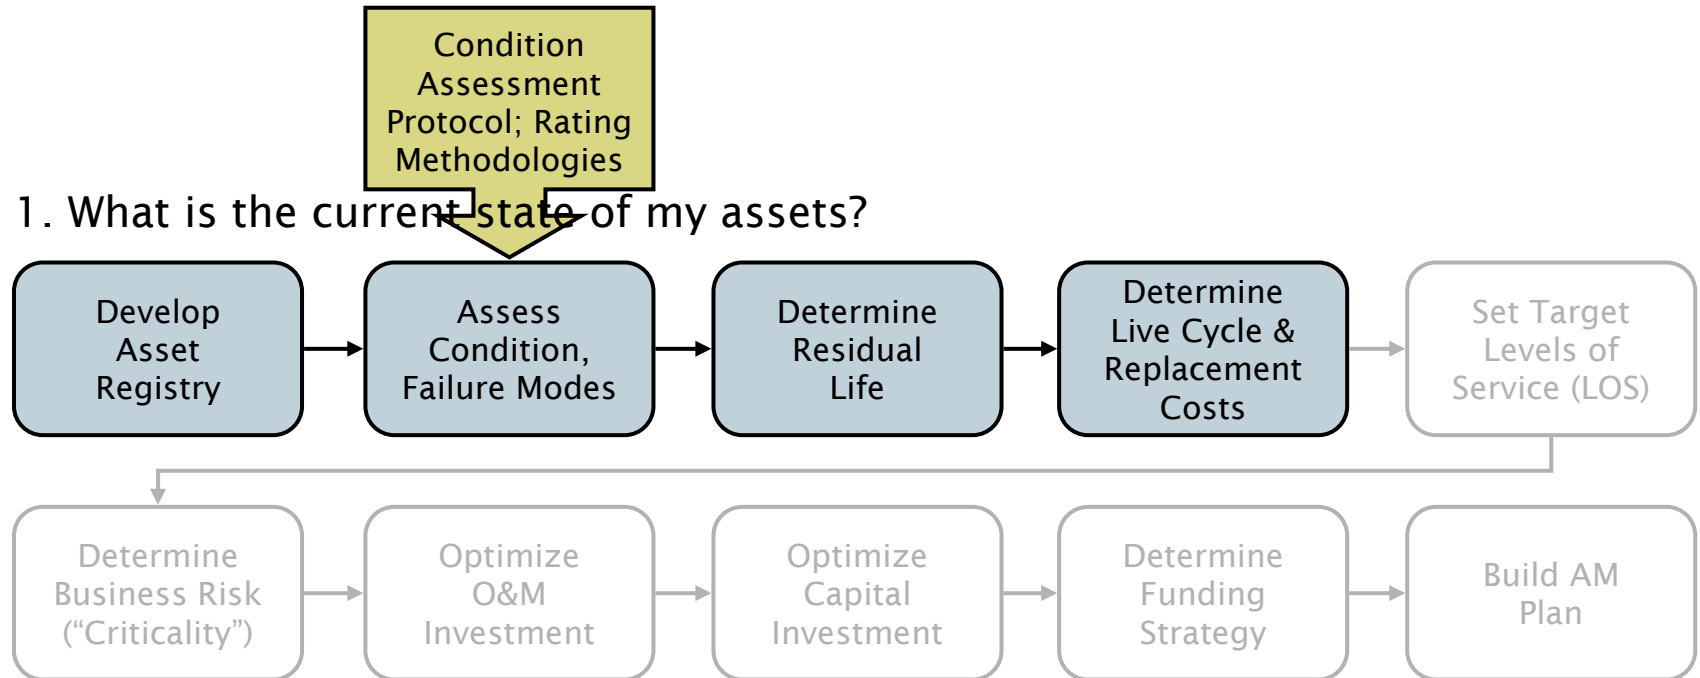 Condition
Assessment
Protocol; Rating
Methodologies
1. What is the current state of my assets?
Develop
Asset
Registry
Assess
Condition,
Failure Modes
Determine
Residual
Life
Determine
Live Cycle &
Replacement
Costs
Set Target
Levels of
Service (LOS)
Determine
Business Risk
(“Criticality”)
Optimize
O&M
Investment
Optimize
Capital
Investment
Determine
Funding
Strategy
Build AM
Plan